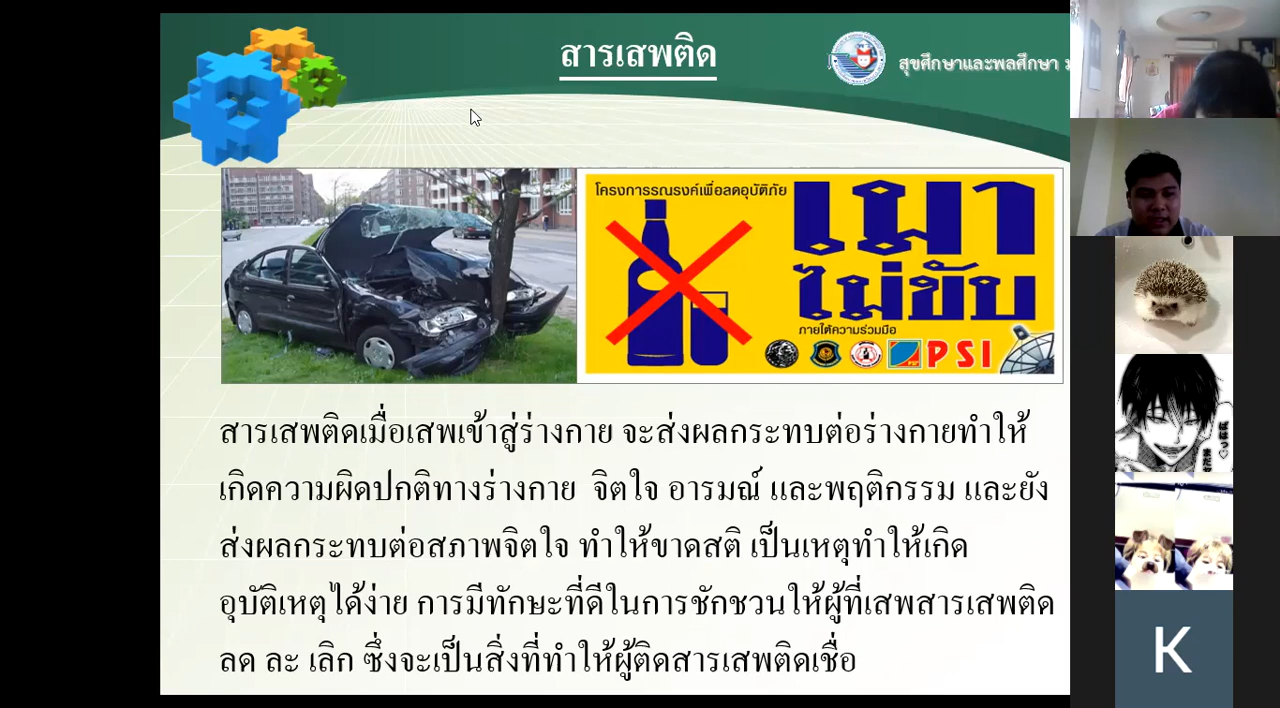 สารเสพติด
สุขศึกษาและพลศึกษา ม
โครงการรณรงค์เพื่อลดอุบัติภัย
เมา
ไม่ขับ
ภายใต้ความร่วมมือ
PSI
สารเสพติดเมื่อเสพเข้าสู่ร่างกาย จะส่งผลกระทบต่อร่างกายทำให้
เกิดความผิดปกติทางร่างกาย จิตใจ อารมณ์ และพฤติกรรม และยัง
ส่งผลกระทบต่อสภาพจิตใจ ทำให้ขาดสติ เป็นเหตุทำให้เกิด
อุบัติเหตุได้ง่าย การมีทักษะที่ดีในการชักชวนให้ผู้ที่เสพสารเสพติด
ลด ละ เลิก ซึ่งจะเป็นสิ่งที่ทำให้ผู้ติดสารเสพติดเชื่อ
K